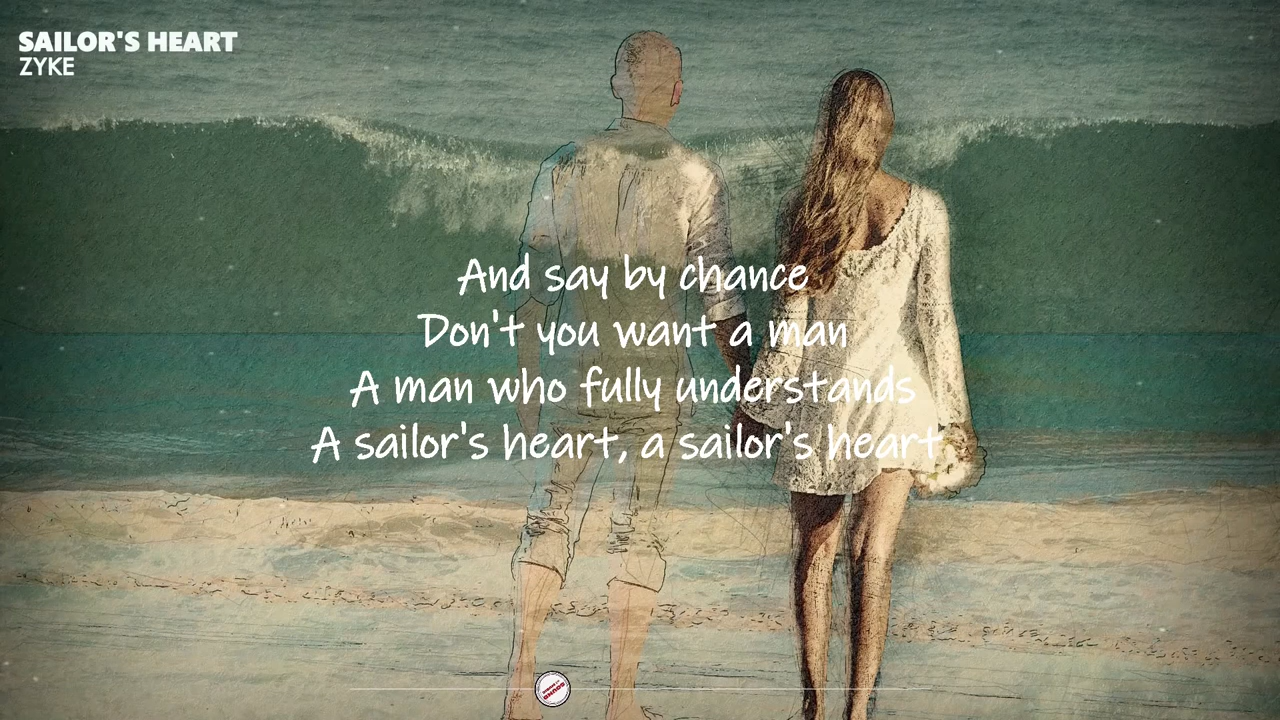 SAILOR'S HEART
ZYKE
And say by chance
Don't you want a man
A man who fully understands
A sailor's heart, a sailor's heart